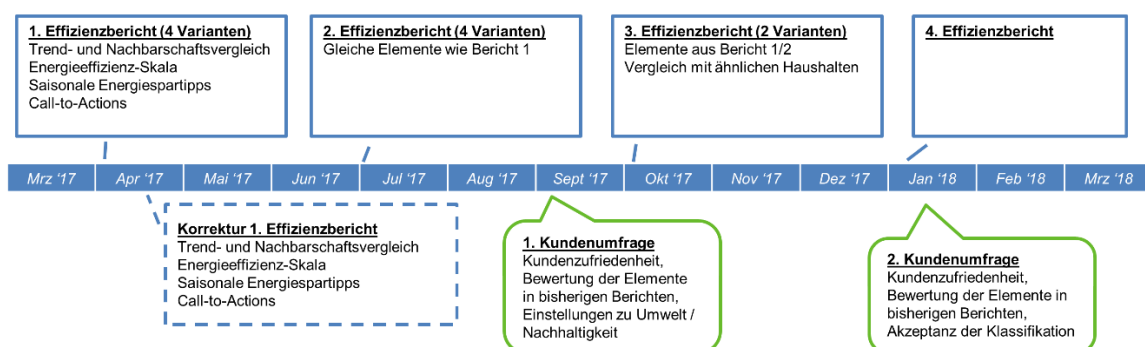 1. Effizienzbericht (4 Varianten)
Trend- und Nachbarschaftsvergleich
Energieeffizienz-Skala
Saisonale Energiespartipps
Call-to-Actions
2. Effizienzbericht (4 Varianten)
Gleiche Elemente wie Bericht 1
3. Effizienzbericht (2 Varianten)
Elemente aus Bericht 1/2
Vergleich mit ähnlichen Haushalten
4. Effizienzbericht
Mrz '17 Apr '17 Mai '17 Jun '17 Jul '17 Aug '17 Sept '17 Okt '17 Nov '17 Dez '17 Jan '18 Feb '18 Mrz '18
Korrektur 1. Effizienzbericht
Trend- und Nachbarschaftsvergleich
Energieeffizienz-Skala
Saisonale Energiespartipps
Call-to-Actions
1. Kundenumfrage
Kundenzufriedenheit,
Bewertung der Elemente
in bisherigen Berichten,
Einstellungen zu Umwelt /
Nachhaltigkeit
2. Kundenumfrage
Kundenzufriedenheit,
Bewertung der Elemente in
bisherigen Berichten,
Akzeptanz der Klassifikation